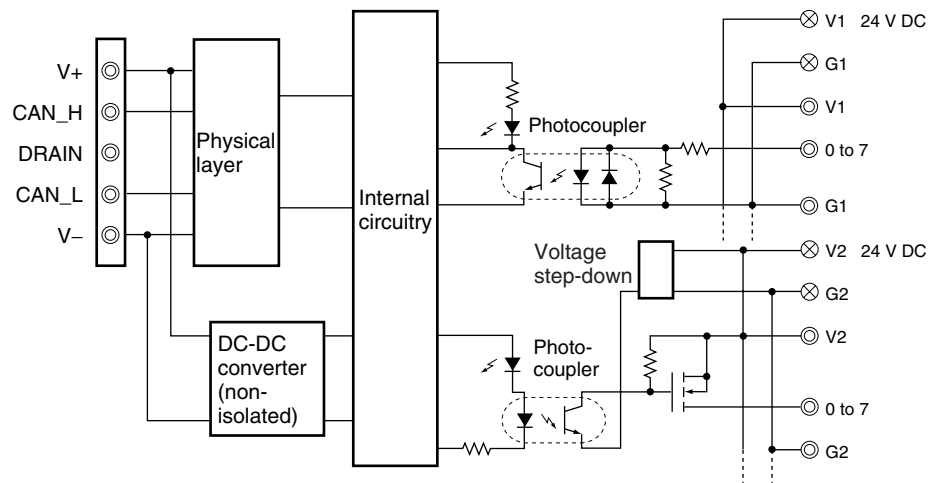 V+
CAN_H
DRAIN
CAN_L
V–
Physical
layer
DC-DC
converter
(non-
isolated)
Internal
circuitry
Photocoupler
Voltage
step-down
Photo-
coupler
V1 24 V DC
G1
V1
0 to 7
G1
V2 24 V DC
G2
V2
0 to 7
G2